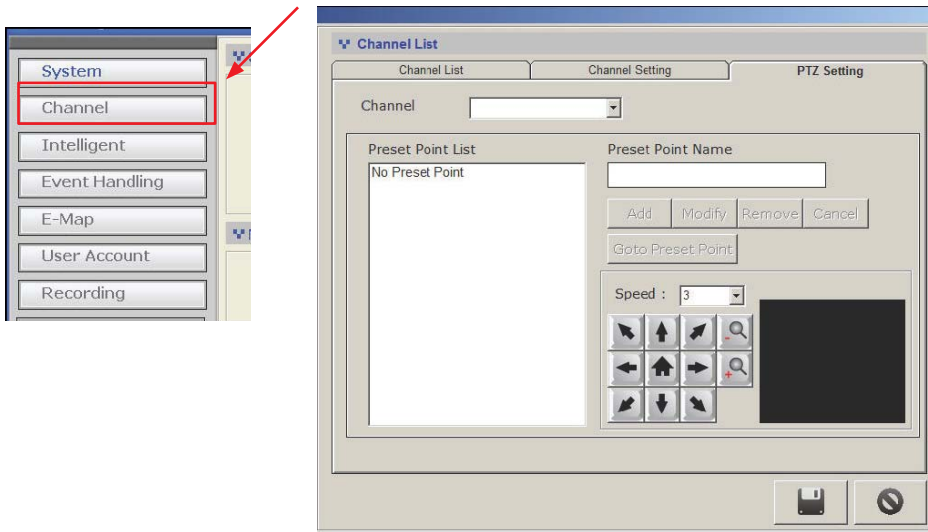 System
Channel
Intelligent
Event Handling
E-Map
User Account
Recording
Channel List
Channel List
Channel Setting
PTZ Setting
Channel
Preset Point List
No Preset Point
Preset Point Name
Add
Modify
Remove
Cancel
Goto Preset Point
Speed :
3